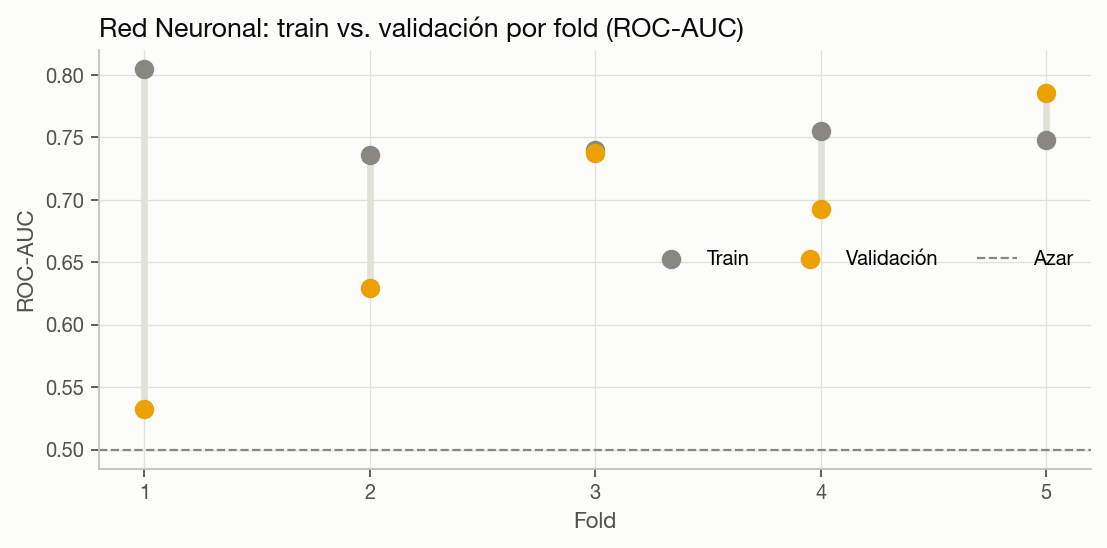 Red Neuronal: train vs. validación por fold (ROC-AUC)
0.80
0.75
0.70
0.65
0.60
0.55
0.50
ROC-AUC
Train Validación Azar
1 2 3 4 5
Fold